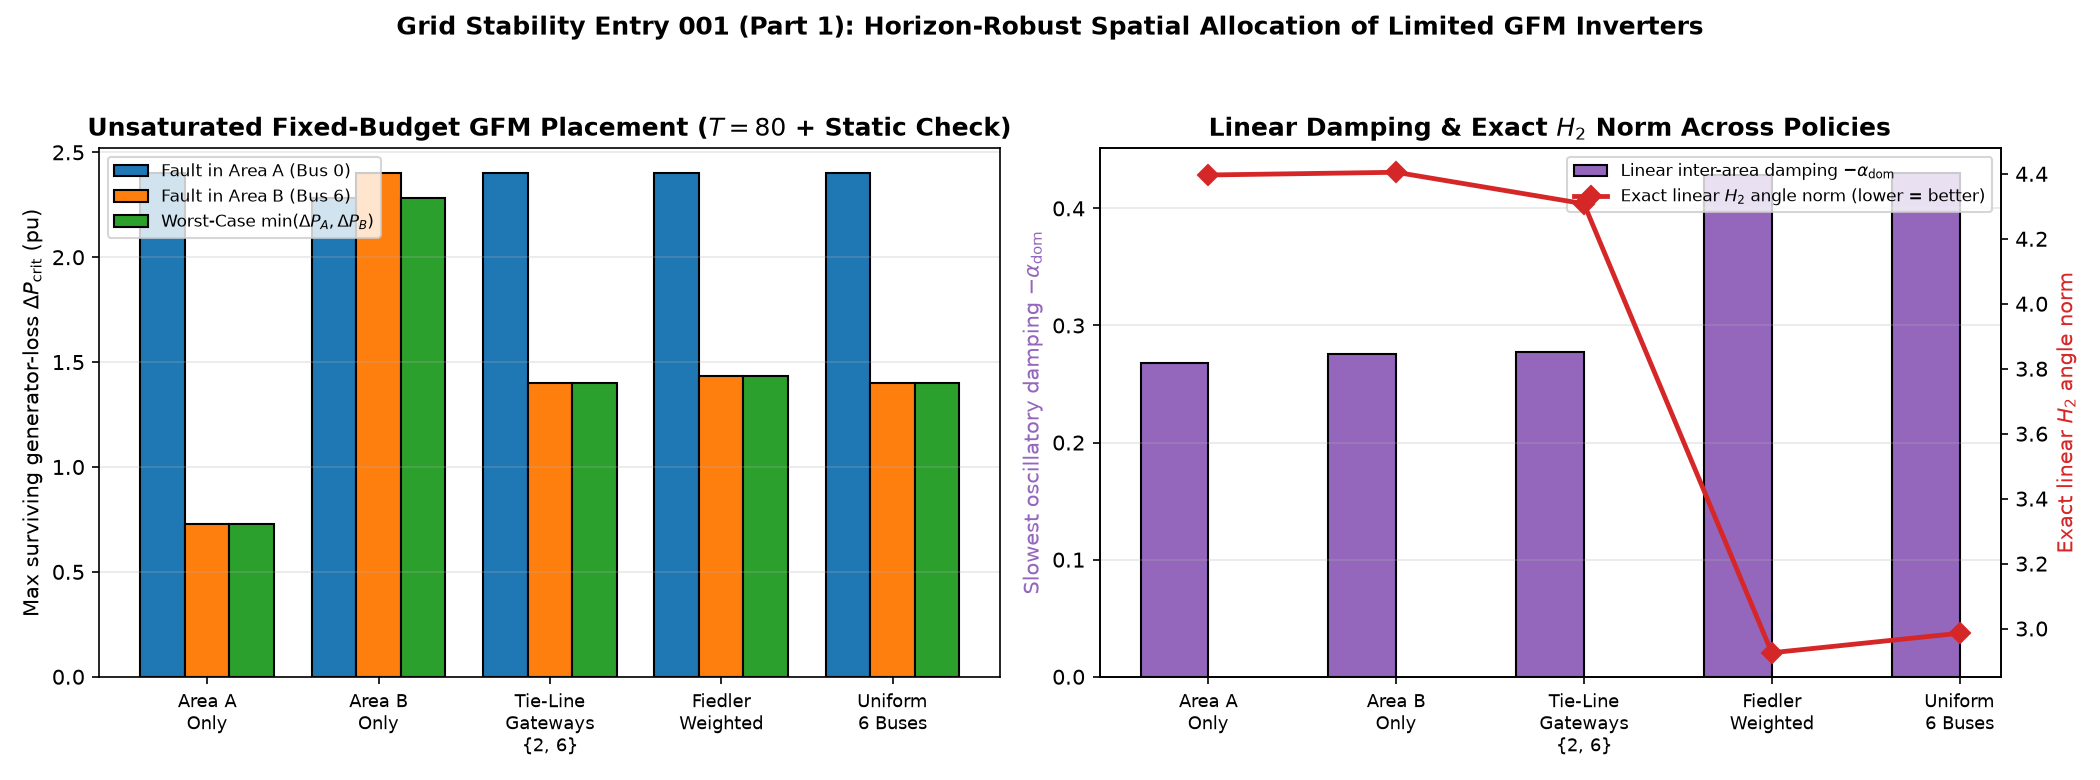 Grid Stability Entry 001 (Part 1): Horizon-Robust Spatial Allocation of Limited GFM Inverters
Unsaturated Fixed-Budget GFM Placement (T = 80 + Static Check)
Max surviving generator-loss ΔP_crit (pu)
2.5
2.0
1.5
1.0
0.5
0.0
Fault in Area A (Bus 0)
Fault in Area B (Bus 6)
Worst-Case min(ΔP_A, ΔP_B)
Area A
Only
Area B
Only
Tie-Line
Gateways
{2, 6}
Fiedler
Weighted
Uniform
6 Buses
Linear Damping & Exact H_2 Norm Across Policies
Slowest oscillatory damping −α_dom
0.4
0.3
0.2
0.1
0.0
Linear inter-area damping −α_dom
Exact linear H_2 angle norm (lower = better)
Area A
Only
Area B
Only
Tie-Line
Gateways
{2, 6}
Fiedler
Weighted
Uniform
6 Buses
4.4
4.2
4.0
3.8
3.6
3.4
3.2
3.0
Exact linear H_2 angle norm